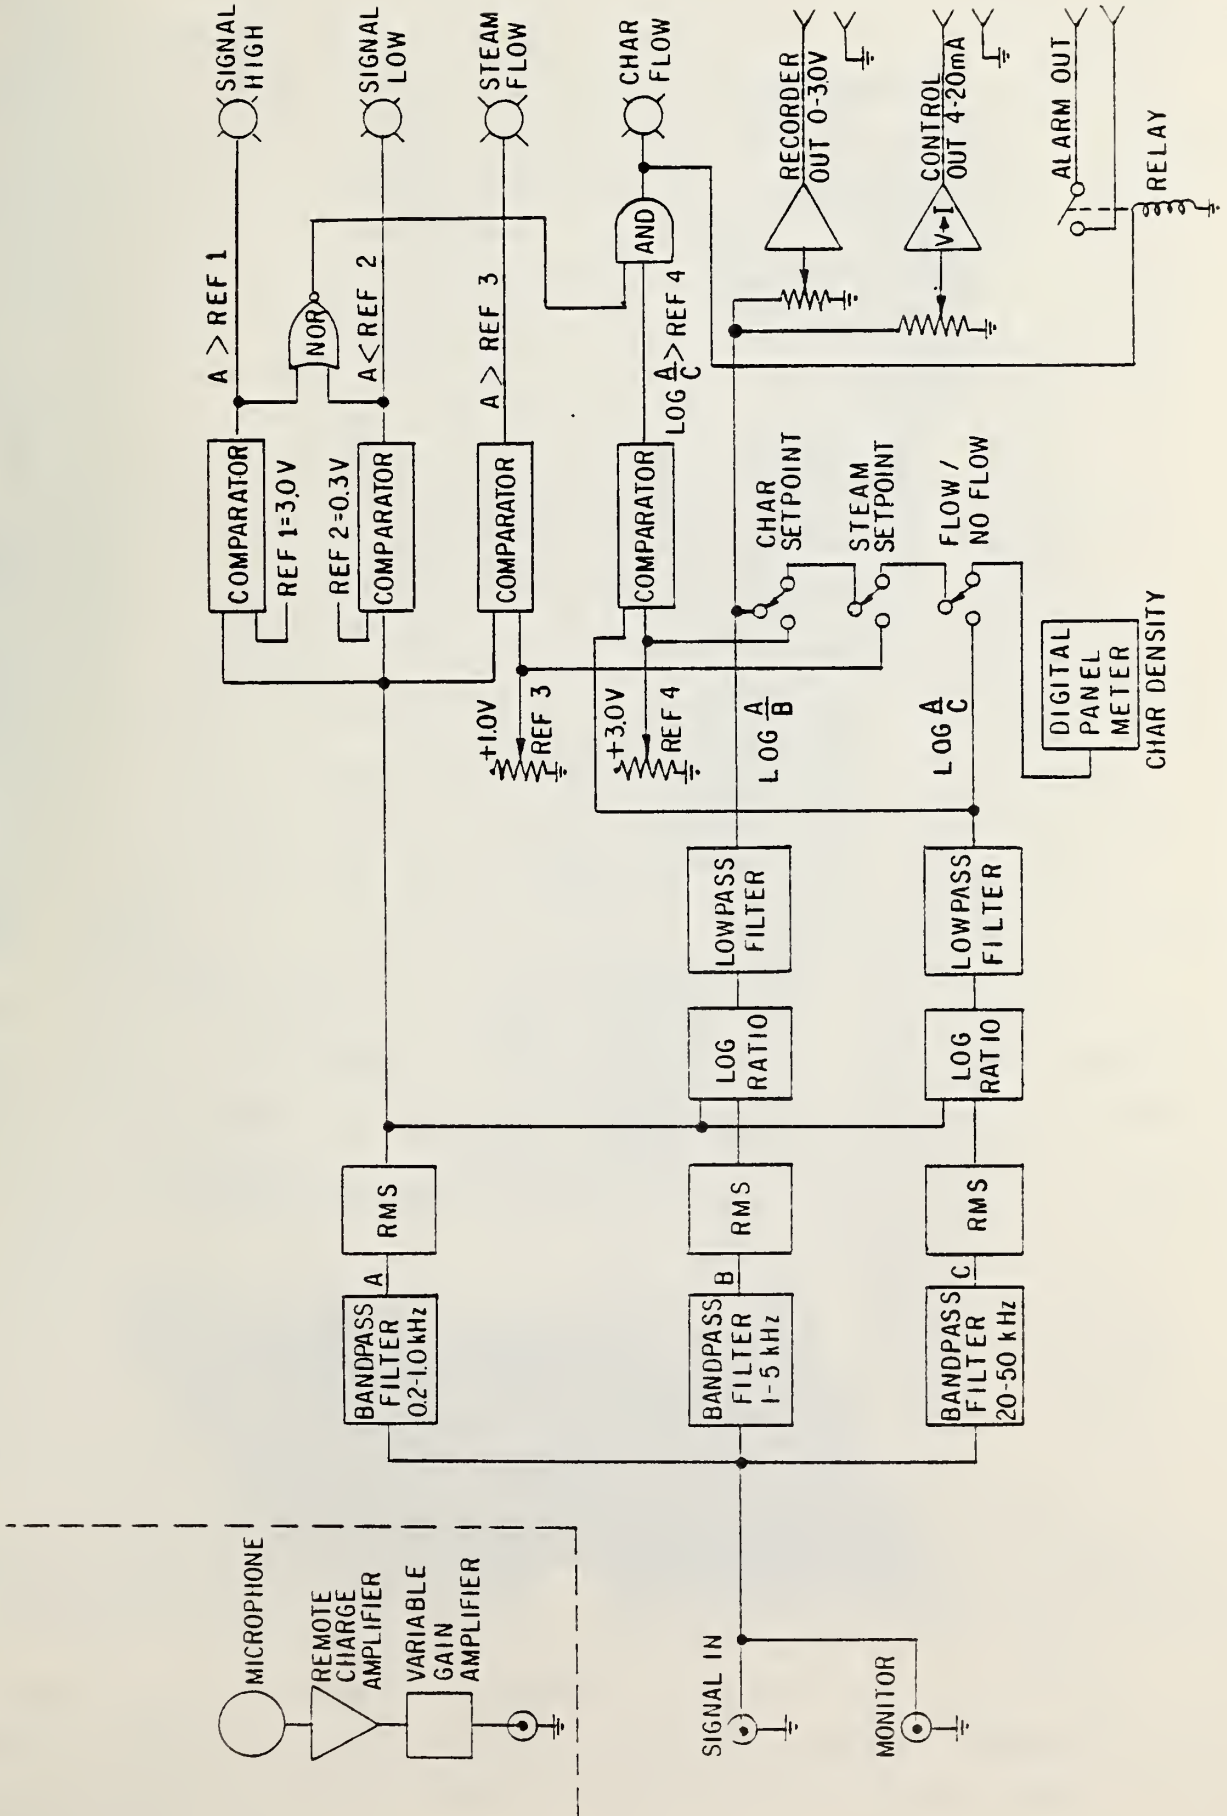 MICROPHONE
REMOTE
CHARGE
AMPLIFIER
VARIABLE
GAIN
AMPLIFIER
SIGNAL IN
MONITOR
BANDPASS
FILTER
0.2-1.0kHz
A
RMS
BANDPASS
FILTER
1-5 kHz
B
RMS
BANDPASS
FILTER
20-50 kHz
C
RMS
LOG
RATIO
LOWPASS
FILTER
LOG A/B
LOG
RATIO
LOWPASS
FILTER
LOG A/C
COMPARATOR
REF 1=3.0V
A > REF 1
SIGNAL
HIGH
REF 2=0.3V
COMPARATOR
A<REF 2
SIGNAL
LOW
NOR
+1.0V
REF 3
COMPARATOR
A > REF 3
STEAM
FLOW
+3.0V
REF 4
COMPARATOR
LOG A/C > REF 4
AND
CHAR
FLOW
CHAR
SETPOINT
STEAM
SETPOINT
FLOW /
NO FLOW
DIGITAL
PANEL
METER
CHAR DENSITY
RECORDER
OUT 0-3.0V
V→I
CONTROL
OUT 4-20mA
ALARM OUT
RELAY